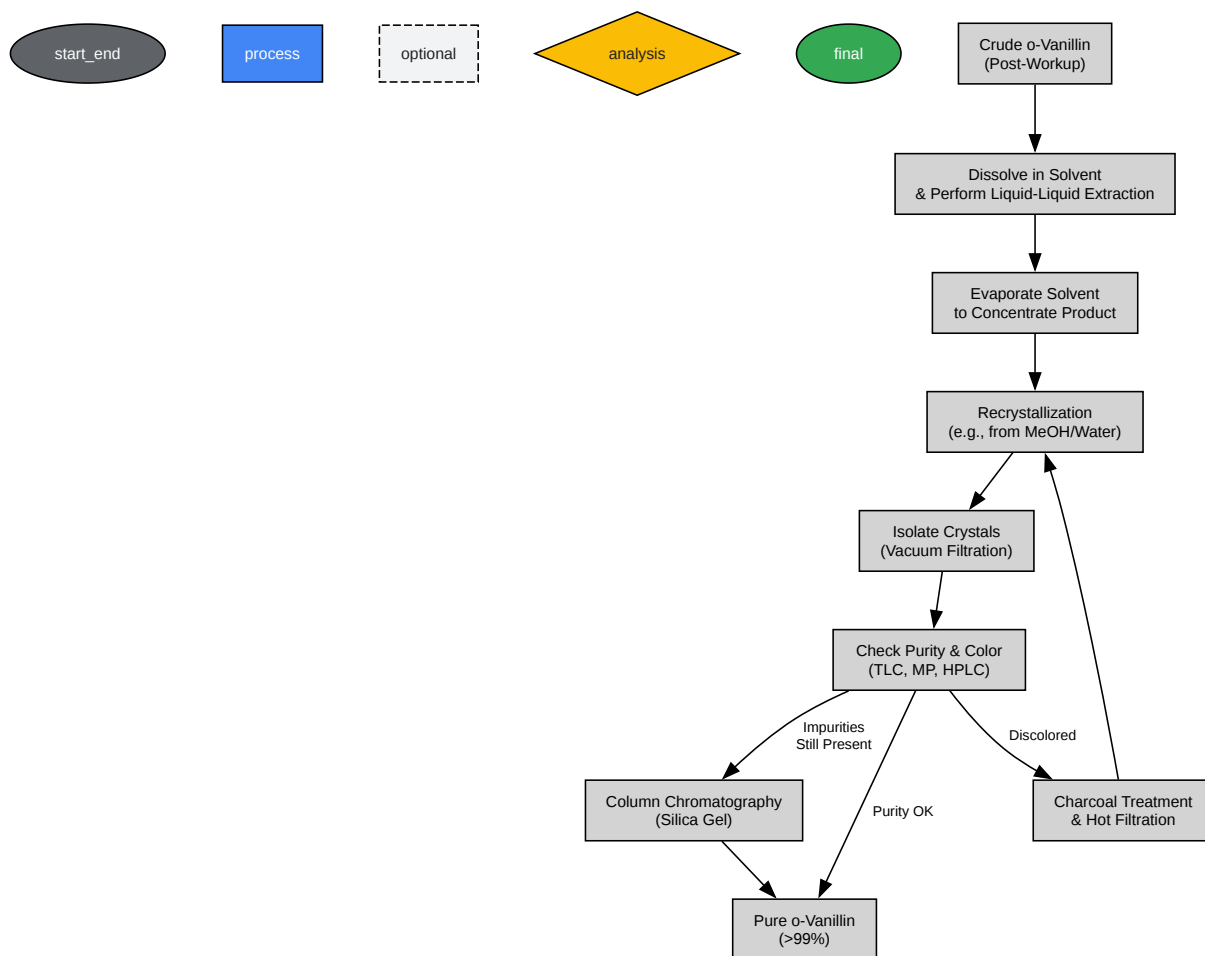 start_end
process
optional
analysis
final
Crude o-Vanillin
(Post-Workup)
Dissolve in Solvent
& Perform Liquid-Liquid Extraction
Evaporate Solvent
to Concentrate Product
Recrystallization
(e.g., from MeOH/Water)
Isolate Crystals
(Vacuum Filtration)
Check Purity & Color
(TLC, MP, HPLC)
Impurities
Still Present
Discolored
Column Chromatography
(Silica Gel)
Purity OK
Charcoal Treatment
& Hot Filtration
Pure o-Vanillin
(>99%)